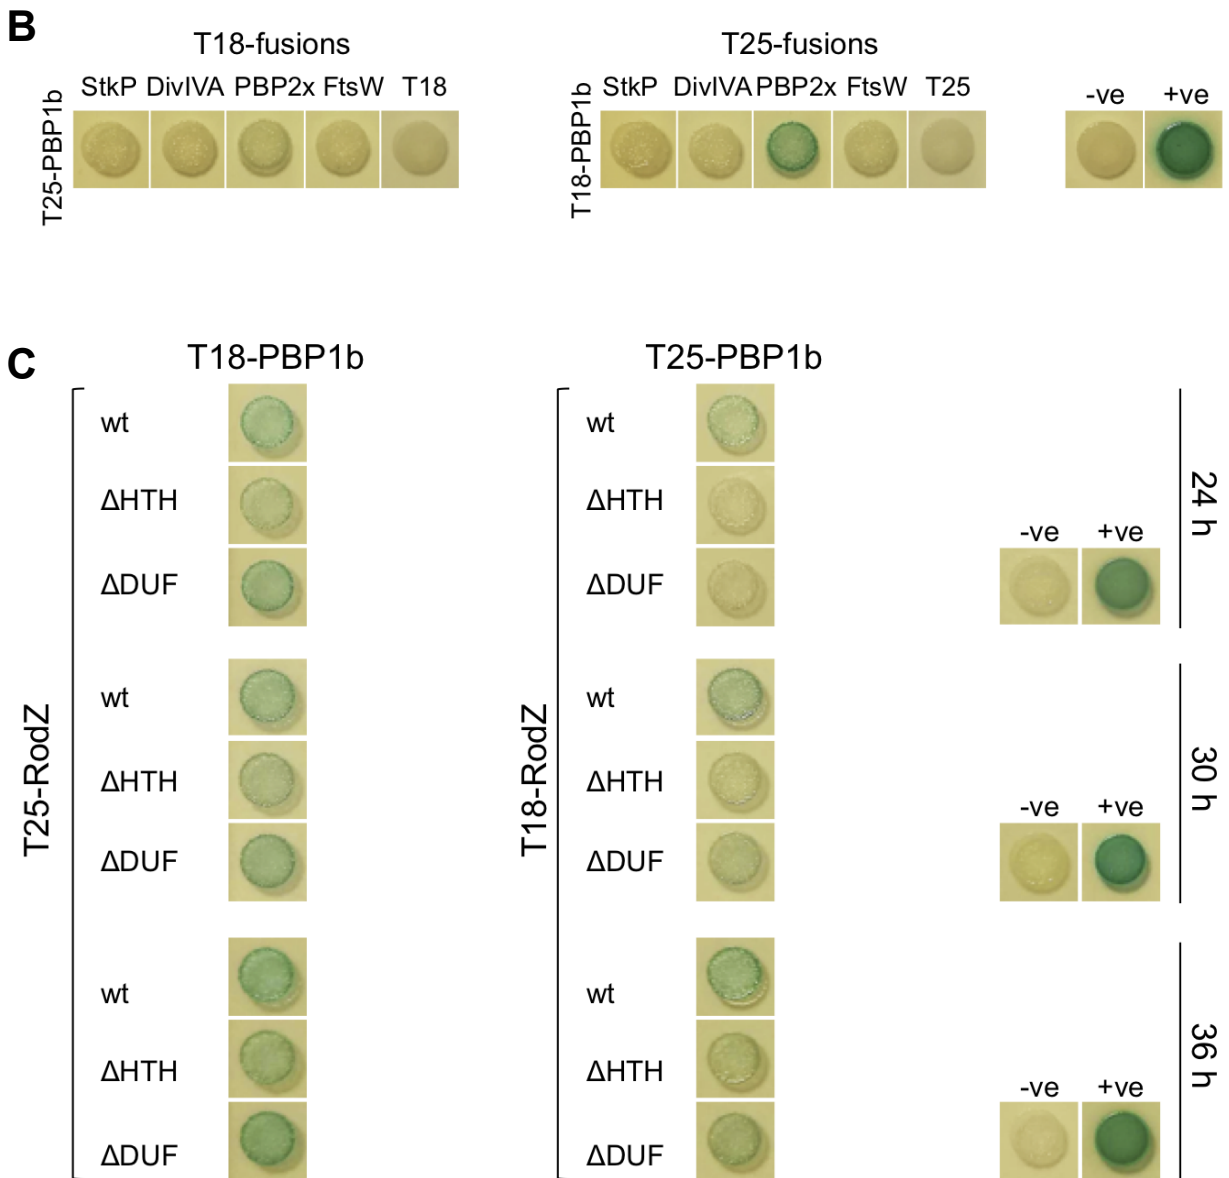 B
T18-fusions
T25-fusions
StkP DivIVA PBP2x FtsW T18
StkP DivIVA PBP2x FtsW T25
-ve +ve
T25-PBP1b
T18-PBP1b
C
T18-PBP1b
T25-PBP1b
wt
wt
ΔHTH
ΔHTH
-ve +ve
ΔDUF
ΔDUF
24 h
wt
wt
ΔHTH
ΔHTH
-ve +ve
ΔDUF
ΔDUF
30 h
T25-RodZ
T18-RodZ
wt
wt
ΔHTH
ΔHTH
-ve +ve
ΔDUF
ΔDUF
36 h